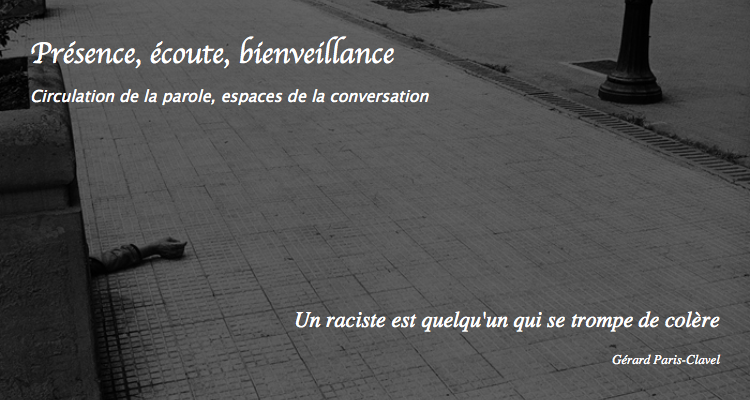 Présence, écoute, bienveillance
Circulation de la parole, espaces de la conversation
Un raciste est quelqu'un qui se trompe de colère
Gérard Paris-Clavel